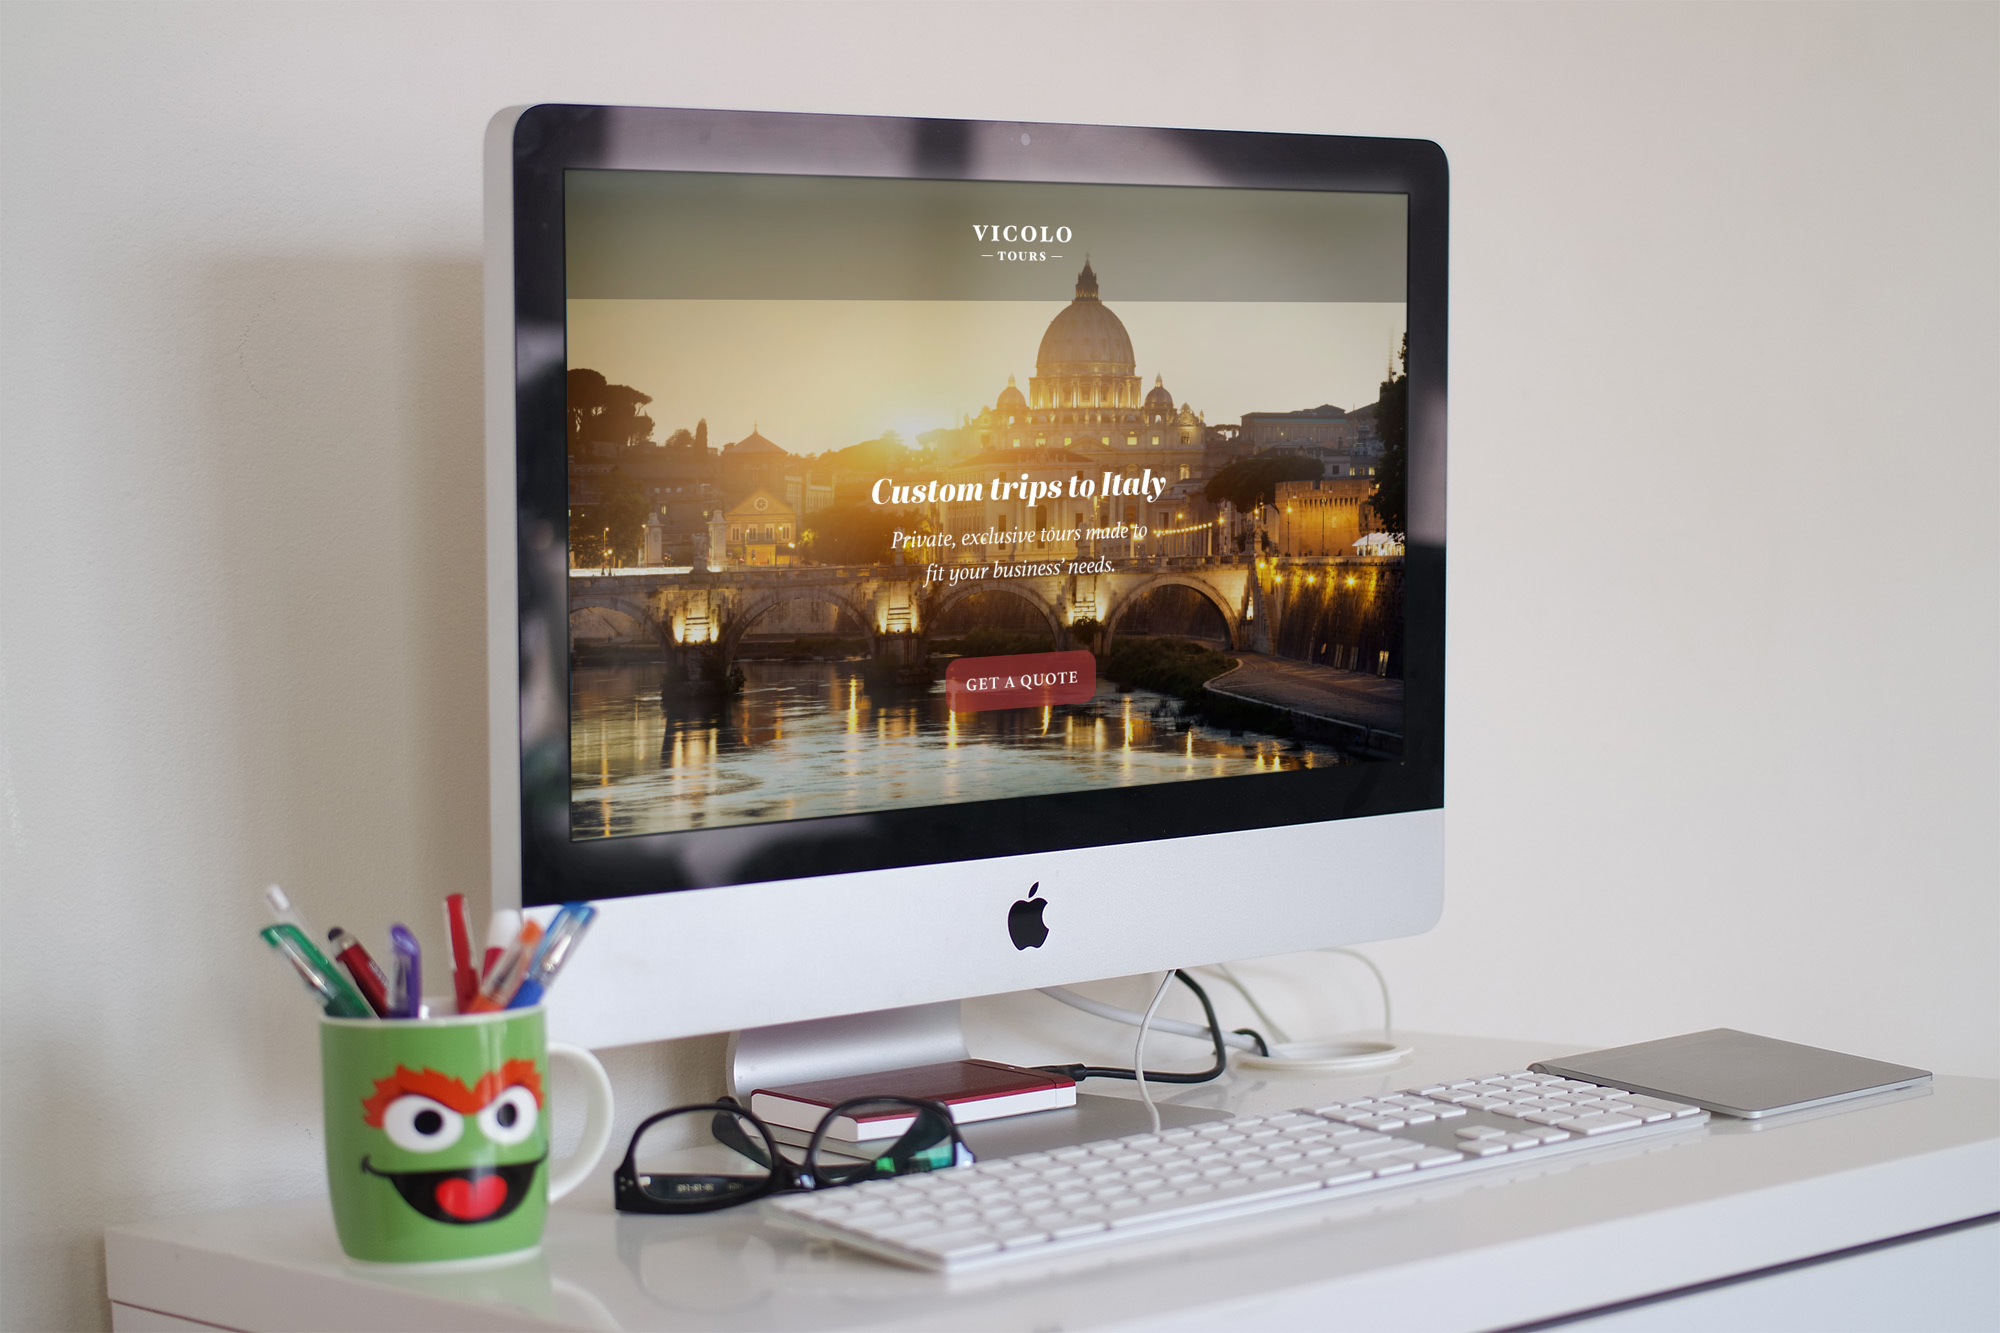 VICOLO
— TOURS —
Custom trips to Italy
Private, exclusive tours made to
fit your business’ needs.
GET A QUOTE